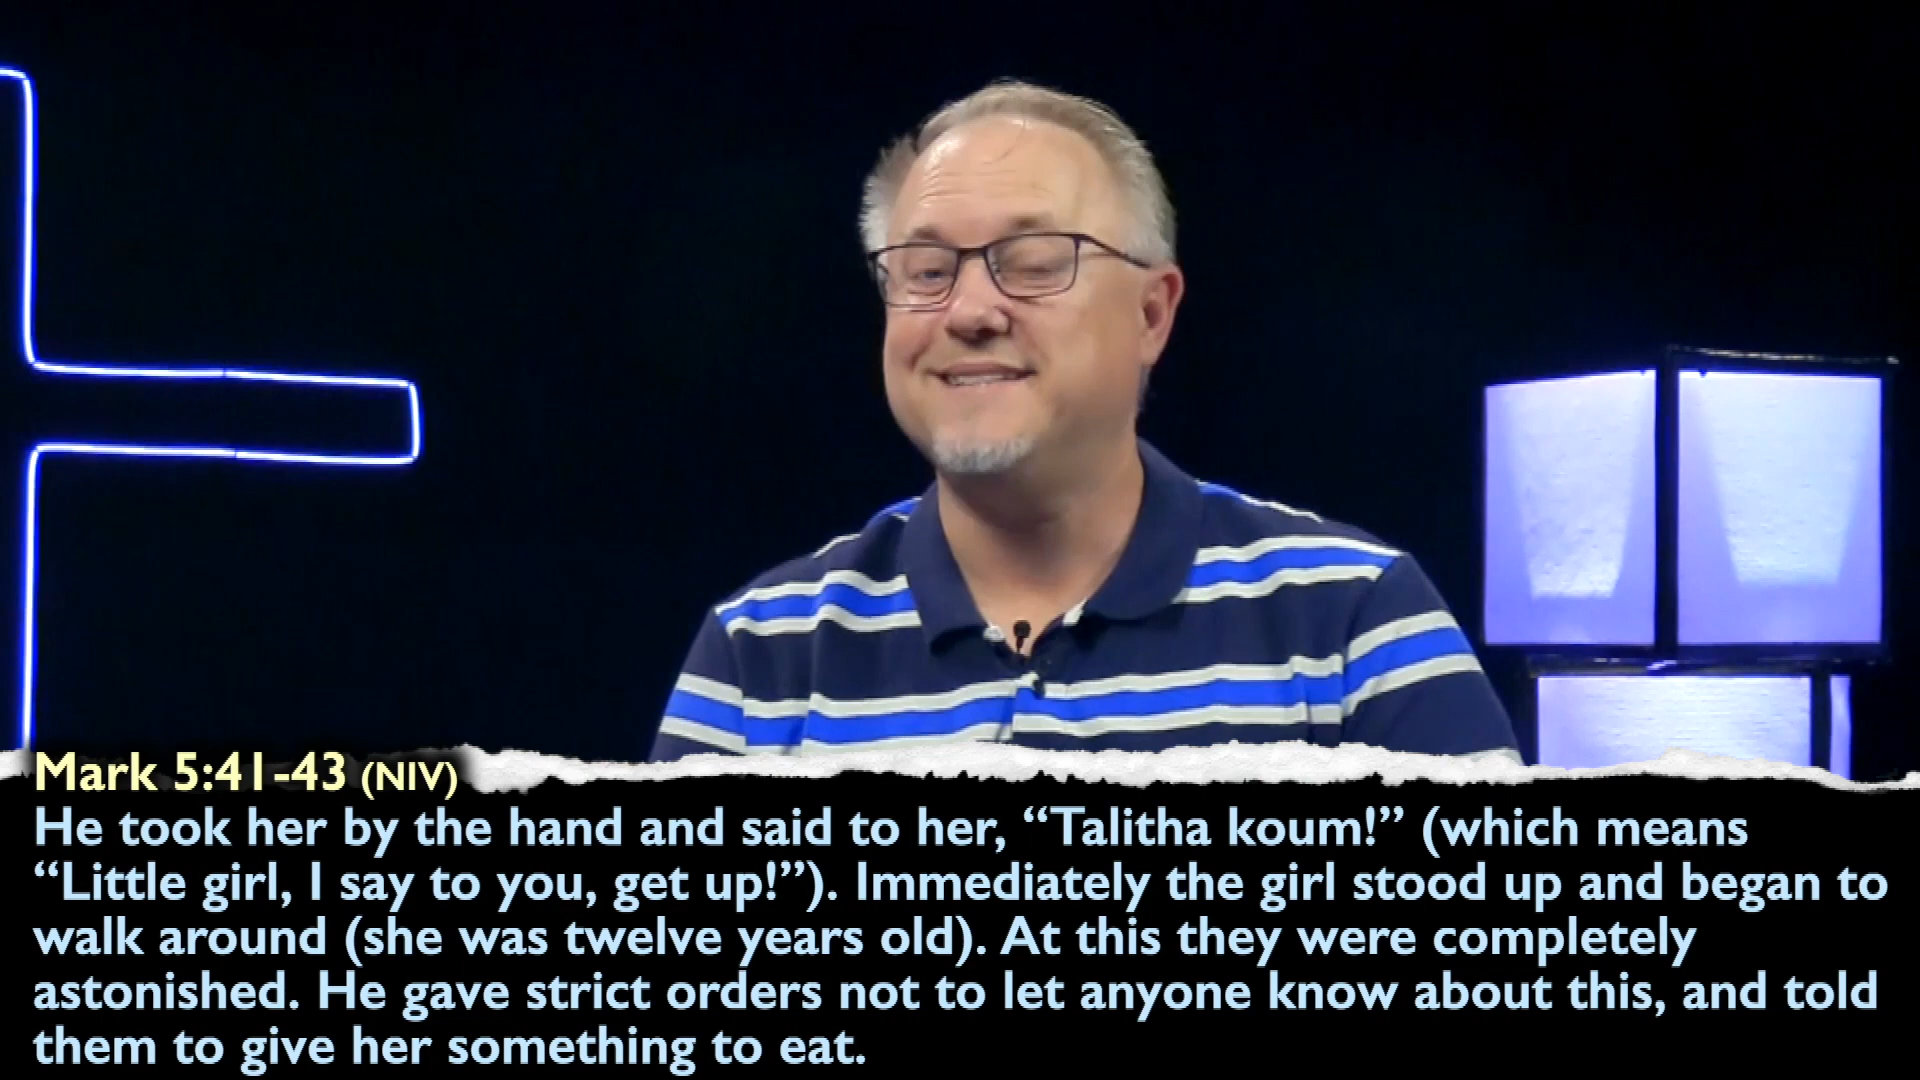 Mark 5:41-43 (NIV)
He took her by the hand and said to her, “Talitha koum!” (which means
“Little girl, I say to you, get up!”). Immediately the girl stood up and began to
walk around (she was twelve years old). At this they were completely
astonished. He gave strict orders not to let anyone know about this, and told
them to give her something to eat.